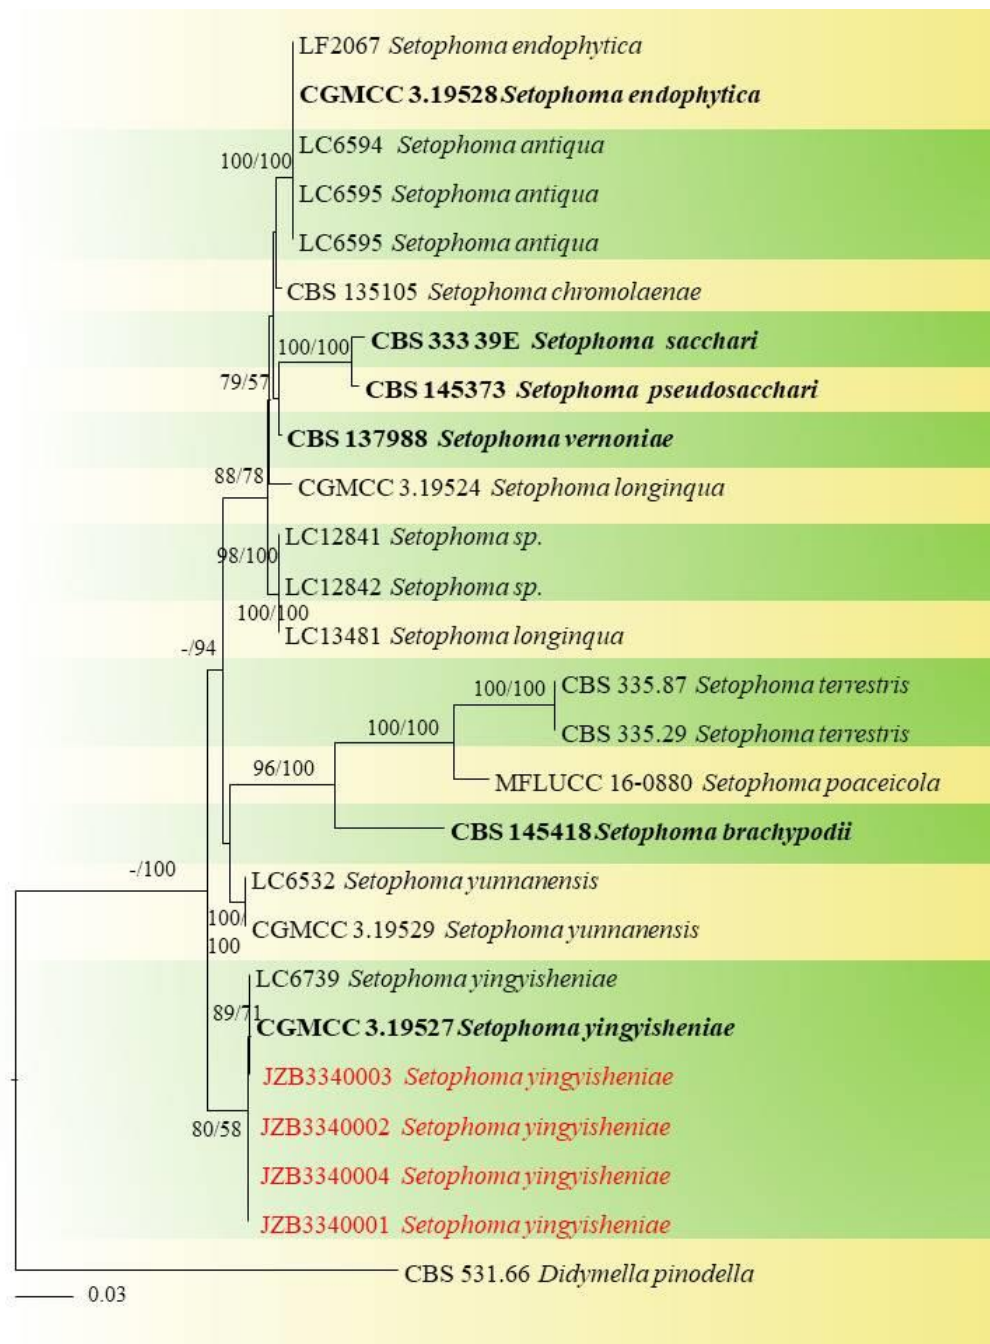 LF2067 Setophoma endophytica
CGMCC 3.19528 Setophoma endophytica
LC6594 Setophoma antiqua
100/100
LC6595 Setophoma antiqua
LC6595 Setophoma antiqua
CBS 135105 Setophoma chromolaenae
CBS 333 39E Setophoma sacchari
100/100
79/57
CBS 145373 Setophoma pseudosacchari
CBS 137988 Setophoma vernoniae
88/78
CGMCC 3.19524 Setophoma longinqua
LC12841 Setophoma sp.
98/100
LC12842 Setophoma sp.
100/100
LC13481 Setophoma longinqua
-/94
100/100
CBS 335.87 Setophoma terrestris
100/100
CBS 335.29 Setophoma terrestris
96/100
MFLUCC 16-0880 Setophoma poaceicola
CBS 145418 Setophoma brachypodii
-/100
LC6532 Setophoma yunnanensis
100/
100
CGMCC 3.19529 Setophoma yunnanensis
LC6739 Setophoma yingyisheniae
89/71
CGMCC 3.19527 Setophoma yingyisheniae
JZB3340003 Setophoma yingyisheniae
80/58
JZB3340002 Setophoma yingyisheniae
JZB3340004 Setophoma yingyisheniae
JZB3340001 Setophoma yingyisheniae
CBS 531.66 Didymella pinodella
0.03